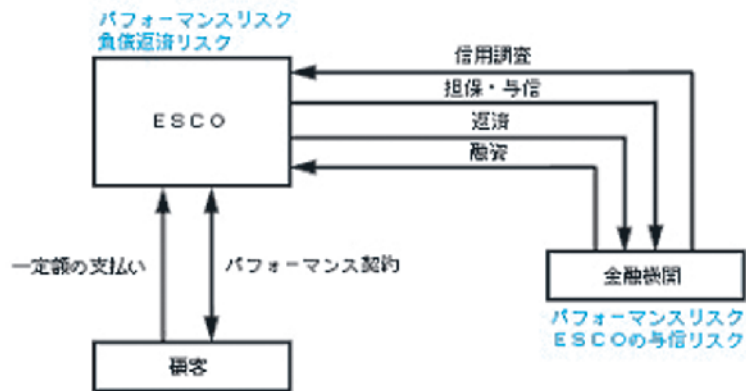 パフォーマンスリスク
負債返済リスク
ESCO
信用調査
担保・与信
返済
融資
一定額の支払い
パフォーマンス契約
金融機関
パフォーマンスリスク
ESCOの与信リスク
顧客